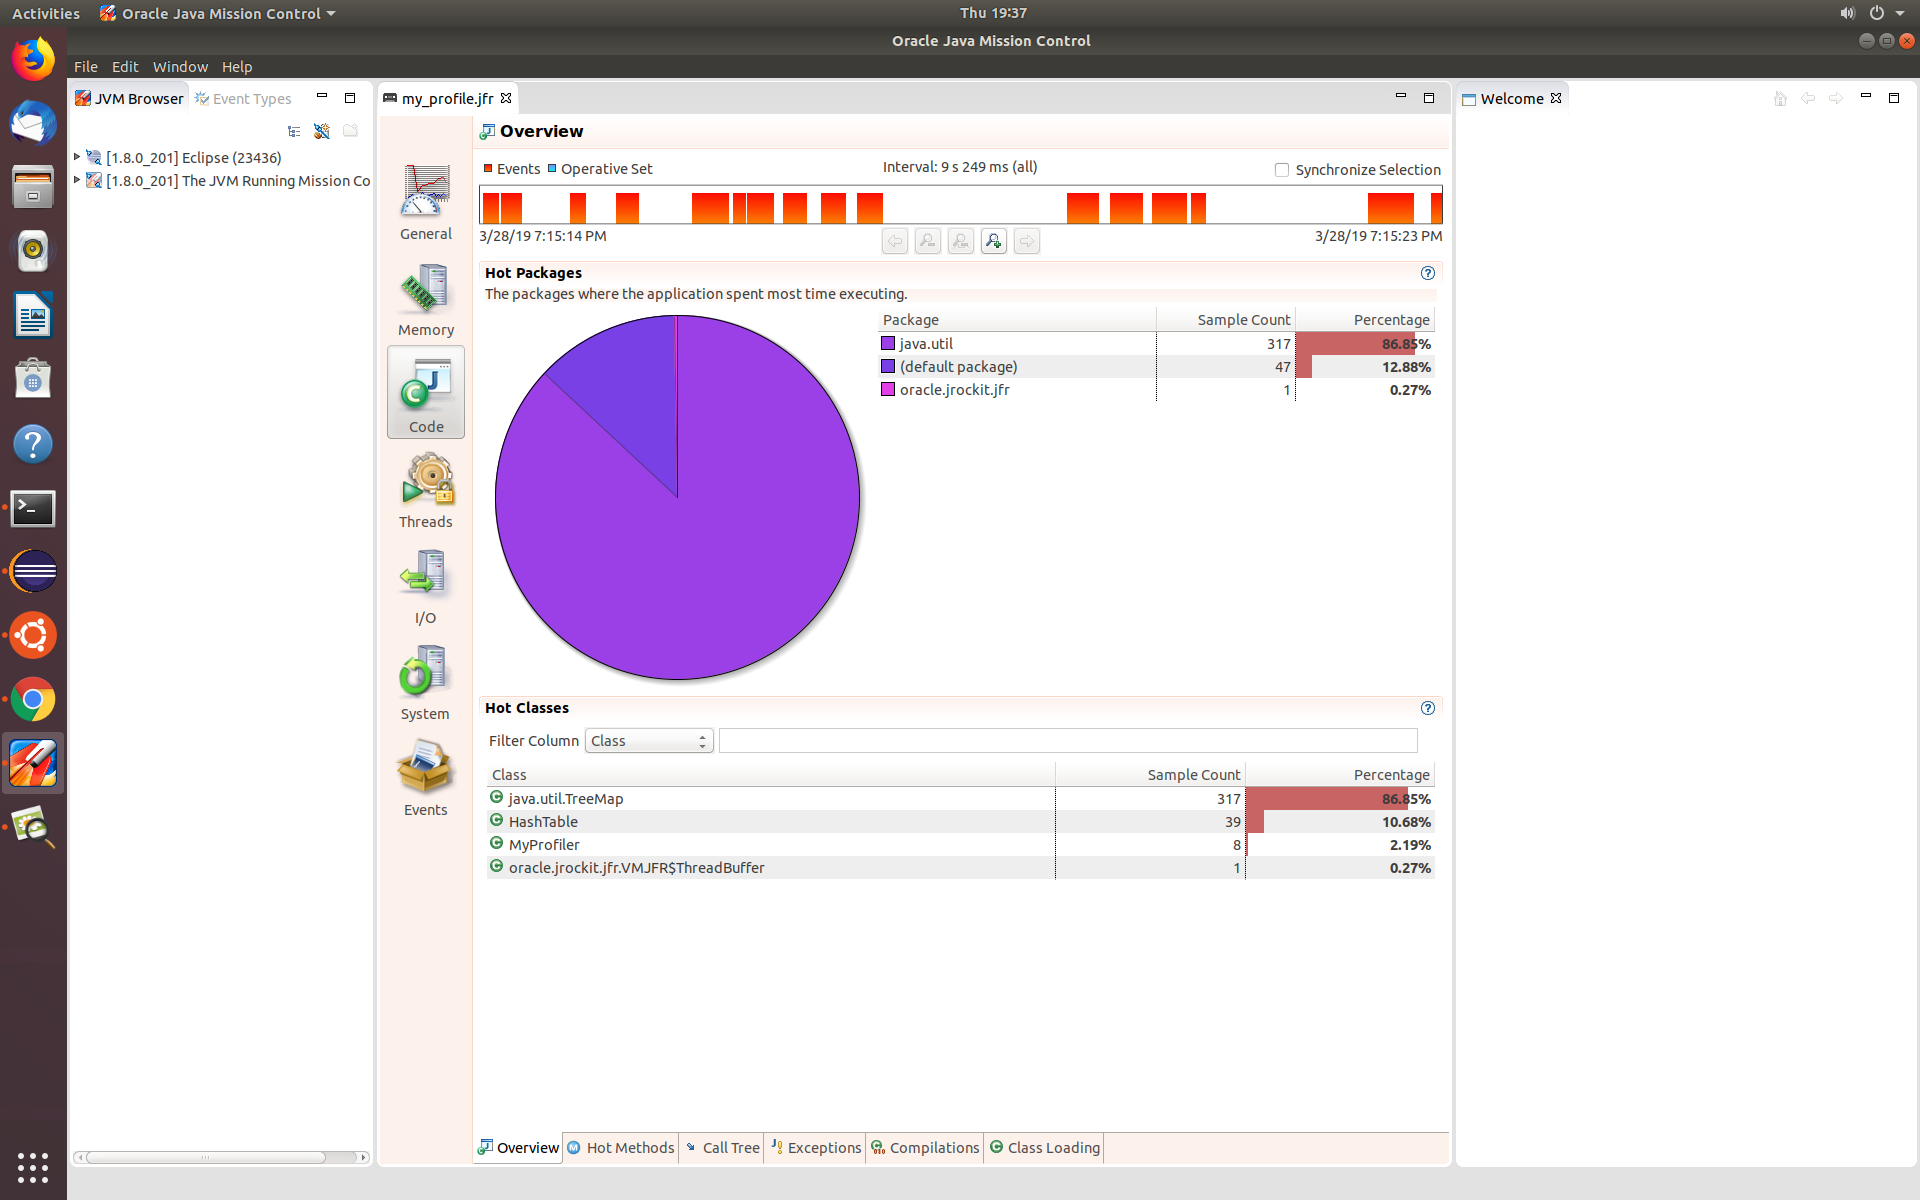 Activities Oracle Java Mission Control Thu 19:37
Oracle Java Mission Control
File Edit Window Help
JVM Browser Event Types
[1.8.0_201] Eclipse (23436)
[1.8.0_201] The JVM Running Mission Co
my_profile.jfr
General
Memory
Code
Threads
I/O
System
Events
Overview
Events Operative Set Interval: 9 s 249 ms (all) Synchronize Selection
3/28/19 7:15:14 PM 3/28/19 7:15:23 PM
Hot Packages
The packages where the application spent most time executing.
Package Sample Count Percentage
java.util 317 86.85%
(default package) 47 12.88%
oracle.jrockit.jfr 1 0.27%
Hot Classes
Filter Column Class
Class Sample Count Percentage
java.util.TreeMap 317 86.85%
HashTable 39 10.68%
MyProfiler 8 2.19%
oracle.jrockit.jfr.VMJFR$ThreadBuffer 1 0.27%
Overview Hot Methods Call Tree Exceptions Compilations Class Loading
Welcome